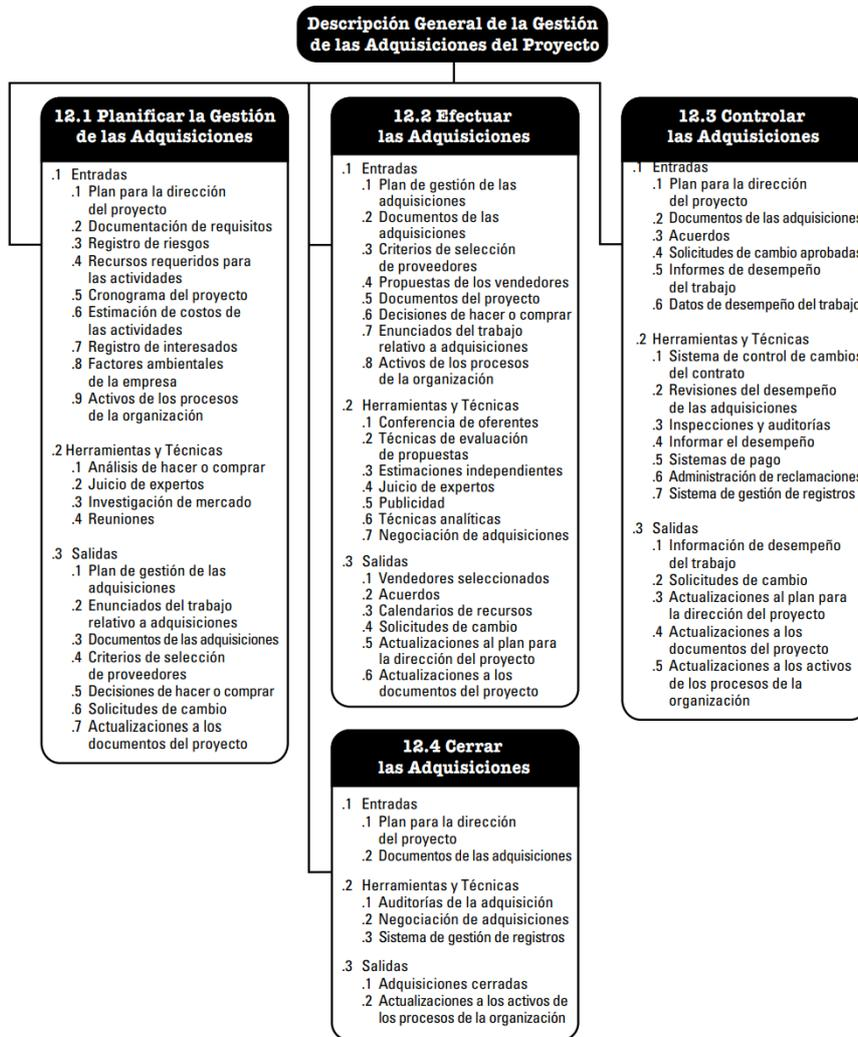 Descripción General de la Gestión
de las Adquisiciones del Proyecto
12.1 Planificar la Gestión
de las Adquisiciones
.1 Entradas
.1 Plan para la dirección
del proyecto
.2 Documentación de requisitos
.3 Registro de riesgos
.4 Recursos requeridos para
las actividades
.5 Cronograma del proyecto
.6 Estimación de costos de
las actividades
.7 Registro de interesados
.8 Factores ambientales
de la empresa
.9 Activos de los procesos
de la organización
.2 Herramientas y Técnicas
.1 Análisis de hacer o comprar
.2 Juicio de expertos
.3 Investigación de mercado
.4 Reuniones
.3 Salidas
.1 Plan de gestión de las
adquisiciones
.2 Enunciados del trabajo
relativo a adquisiciones
.3 Documentos de las adquisiciones
.4 Criterios de selección
de proveedores
.5 Decisiones de hacer o comprar
.6 Solicitudes de cambio
.7 Actualizaciones a los
documentos del proyecto
12.2 Efectuar
las Adquisiciones
.1 Entradas
.1 Plan de gestión de las
adquisiciones
.2 Documentos de las
adquisiciones
.3 Criterios de selección
de proveedores
.4 Propuestas de los vendedores
.5 Documentos del proyecto
.6 Decisiones de hacer o comprar
.7 Enunciados del trabajo
relativo a adquisiciones
.8 Activos de los procesos
de la organización
.2 Herramientas y Técnicas
.1 Conferencia de oferentes
.2 Técnicas de evaluación
de propuestas
.3 Estimaciones independientes
.4 Juicio de expertos
.5 Publicidad
.6 Técnicas analíticas
.7 Negociación de adquisiciones
.3 Salidas
.1 Vendedores seleccionados
.2 Acuerdos
.3 Calendarios de recursos
.4 Solicitudes de cambio
.5 Actualizaciones al plan para
la dirección del proyecto
.6 Actualizaciones a los
documentos del proyecto
12.3 Controlar
las Adquisiciones
.1 Entradas
.1 Plan para la dirección
del proyecto
.2 Documentos de las adquisiciones
.3 Acuerdos
.4 Solicitudes de cambio aprobadas
.5 Informes de desempeño
del trabajo
.6 Datos de desempeño del trabajo
.2 Herramientas y Técnicas
.1 Sistema de control de cambios
del contrato
.2 Revisiones del desempeño
de las adquisiciones
.3 Inspecciones y auditorías
.4 Informar el desempeño
.5 Sistemas de pago
.6 Administración de reclamaciones
.7 Sistema de gestión de registros
.3 Salidas
.1 Información de desempeño
del trabajo
.2 Solicitudes de cambio
.3 Actualizaciones al plan para
la dirección del proyecto
.4 Actualizaciones a los
documentos del proyecto
.5 Actualizaciones a los activos
de los procesos de la
organización
12.4 Cerrar
las Adquisiciones
.1 Entradas
.1 Plan para la dirección
del proyecto
.2 Documentos de las adquisiciones
.2 Herramientas y Técnicas
.1 Auditorías de la adquisición
.2 Negociación de adquisiciones
.3 Sistema de gestión de registros
.3 Salidas
.1 Adquisiciones cerradas
.2 Actualizaciones a los activos de
los procesos de la organización